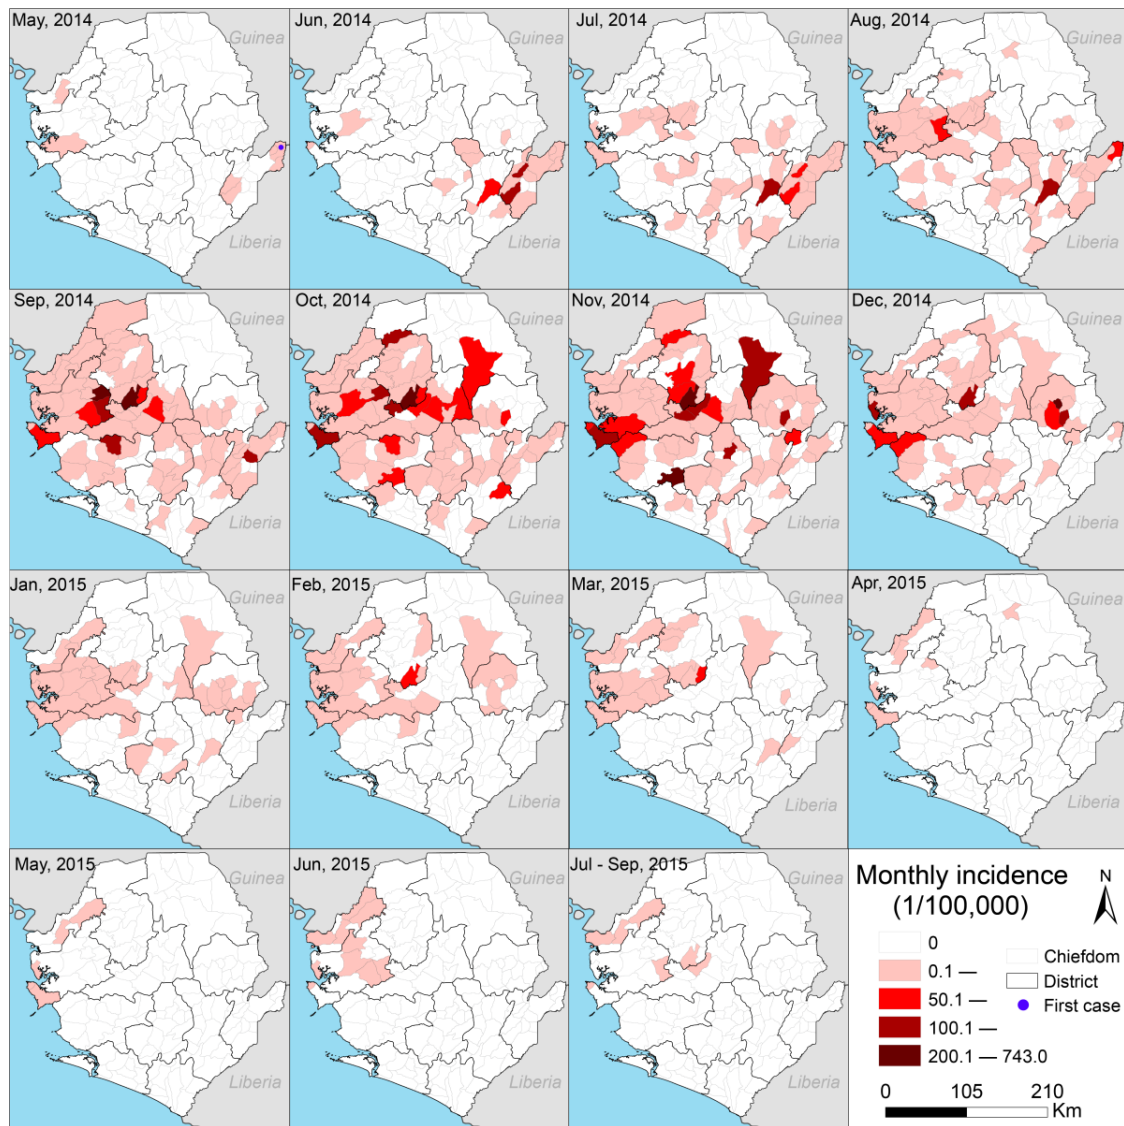 May, 2014
Guinea
Liberia
Jun, 2014
Guinea
Liberia
Jul, 2014
Guinea
Liberia
Aug, 2014
Guinea
Liberia
Sep, 2014
Guinea
Liberia
Oct, 2014
Guinea
Liberia
Nov, 2014
Guinea
Liberia
Dec, 2014
Guinea
Liberia
Jan, 2015
Guinea
Liberia
Feb, 2015
Guinea
Liberia
Mar, 2015
Guinea
Liberia
Apr, 2015
Guinea
Liberia
May, 2015
Guinea
Liberia
Jun, 2015
Guinea
Liberia
Jul - Sep, 2015
Guinea
Liberia
Monthly incidence
(1/100,000)
N
0
0.1 —
50.1 —
100.1 —
200.1 — 743.0
Chiefdom
District
First case
0 105 210
Km